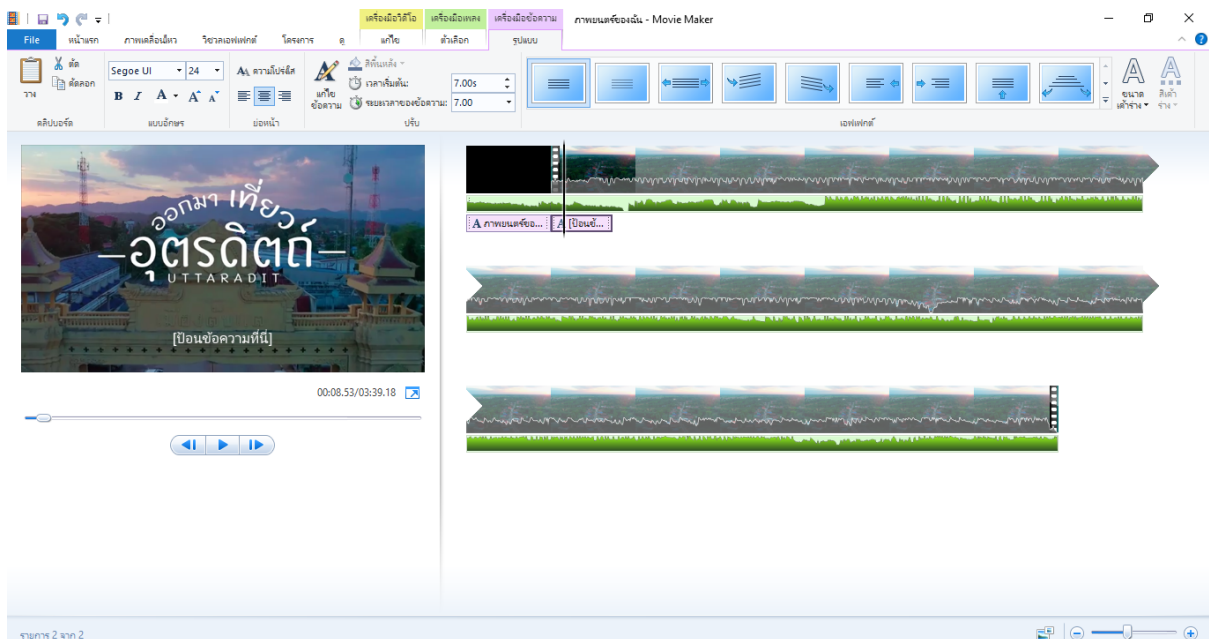 เครื่องมือวิดีโอ เครื่องมือเพลง เครื่องมือข้อความ ภาพยนตร์ของฉัน - Movie Maker
File หน้าแรก ภาพเคลื่อนไหว วิชวลเอฟเฟกต์ โครงการ ดู แก้ไข ตัวเลือก รูปแบบ
วาง
ตัด
คัดลอก
คลิปบอร์ด
Segoe UI 24
B I A A A
แบบอักษร
ความโปร่งใส
ย่อหน้า
แก้ไข
ข้อความ
สีพื้นหลัง
เวลาเริ่มต้น: 7.00s
ระยะเวลาของข้อความ: 7.00
ปรับ
เอฟเฟกต์
ขนาด
เค้าร่าง
สีเค้า
ร่าง
ออกมา เที่ยว
อุตรดิตถ์
UTTARADIT
[ป้อนข้อความที่นี่]
00:08.53/03:39.18
A ภาพยนตร์ขอ... A [ป้อนข้...
รายการ 2 จาก 2